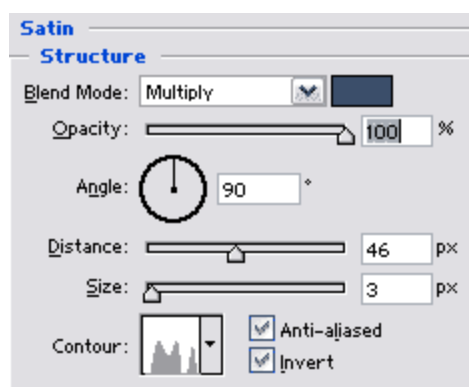 Satin
Structure
Blend Mode: Multiply
Opacity: 100 %
Angle: 90 °
Distance: 46 px
Size: 3 px
Contour: Anti-aliased
Invert